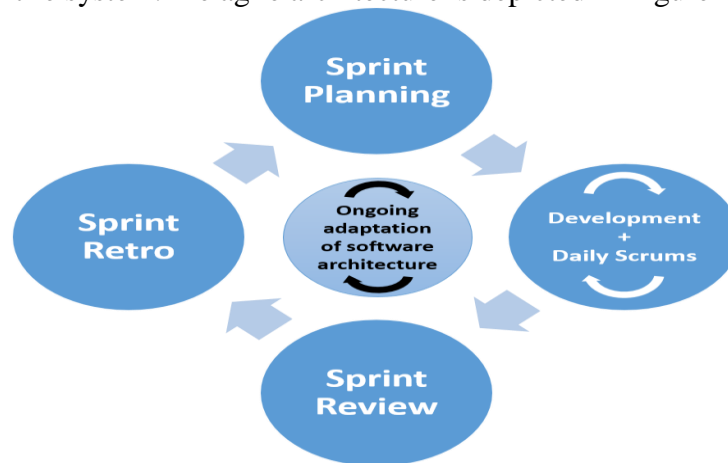 the system. The agile architecture is depicted in Figure
Sprint
Planning
Sprint
Retro
Ongoing
adaptation
of software
architecture
Development
+
Daily Scrums
Sprint
Review